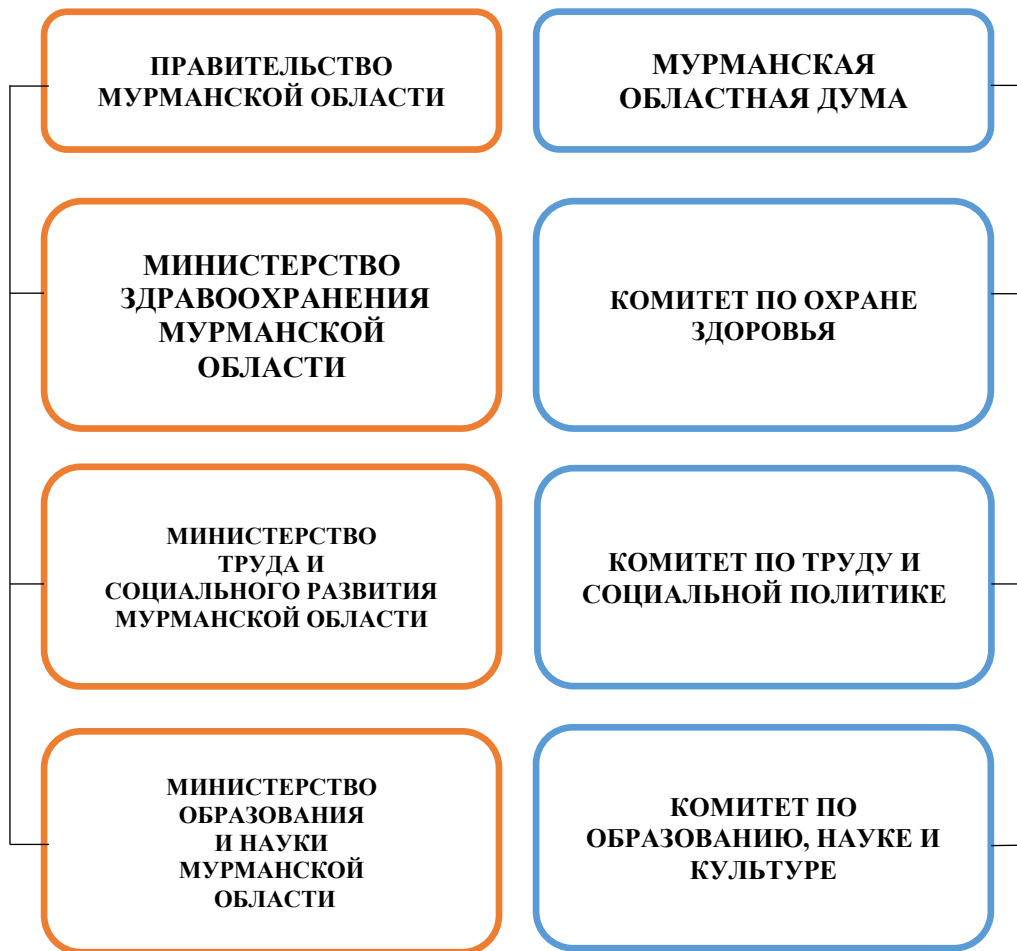 ПРАВИТЕЛЬСТВО
МУРМАНСКОЙ ОБЛАСТИ
МУРМАНСКАЯ
ОБЛАСТНАЯ ДУМА
МИНИСТЕРСТВО
ЗДРАВООХРАНЕНИЯ
МУРМАНСКОЙ
ОБЛАСТИ
КОМИТЕТ ПО ОХРАНЕ
ЗДОРОВЬЯ
МИНИСТЕРСТВО
ТРУДА И
СОЦИАЛЬНОГО РАЗВИТИЯ
МУРМАНСКОЙ ОБЛАСТИ
КОМИТЕТ ПО ТРУДУ И
СОЦИАЛЬНОЙ ПОЛИТИКЕ
МИНИСТЕРСТВО
ОБРАЗОВАНИЯ
И НАУКИ
МУРМАНСКОЙ
ОБЛАСТИ
КОМИТЕТ ПО
ОБРАЗОВАНИЮ, НАУКЕ И
КУЛЬТУРЕ